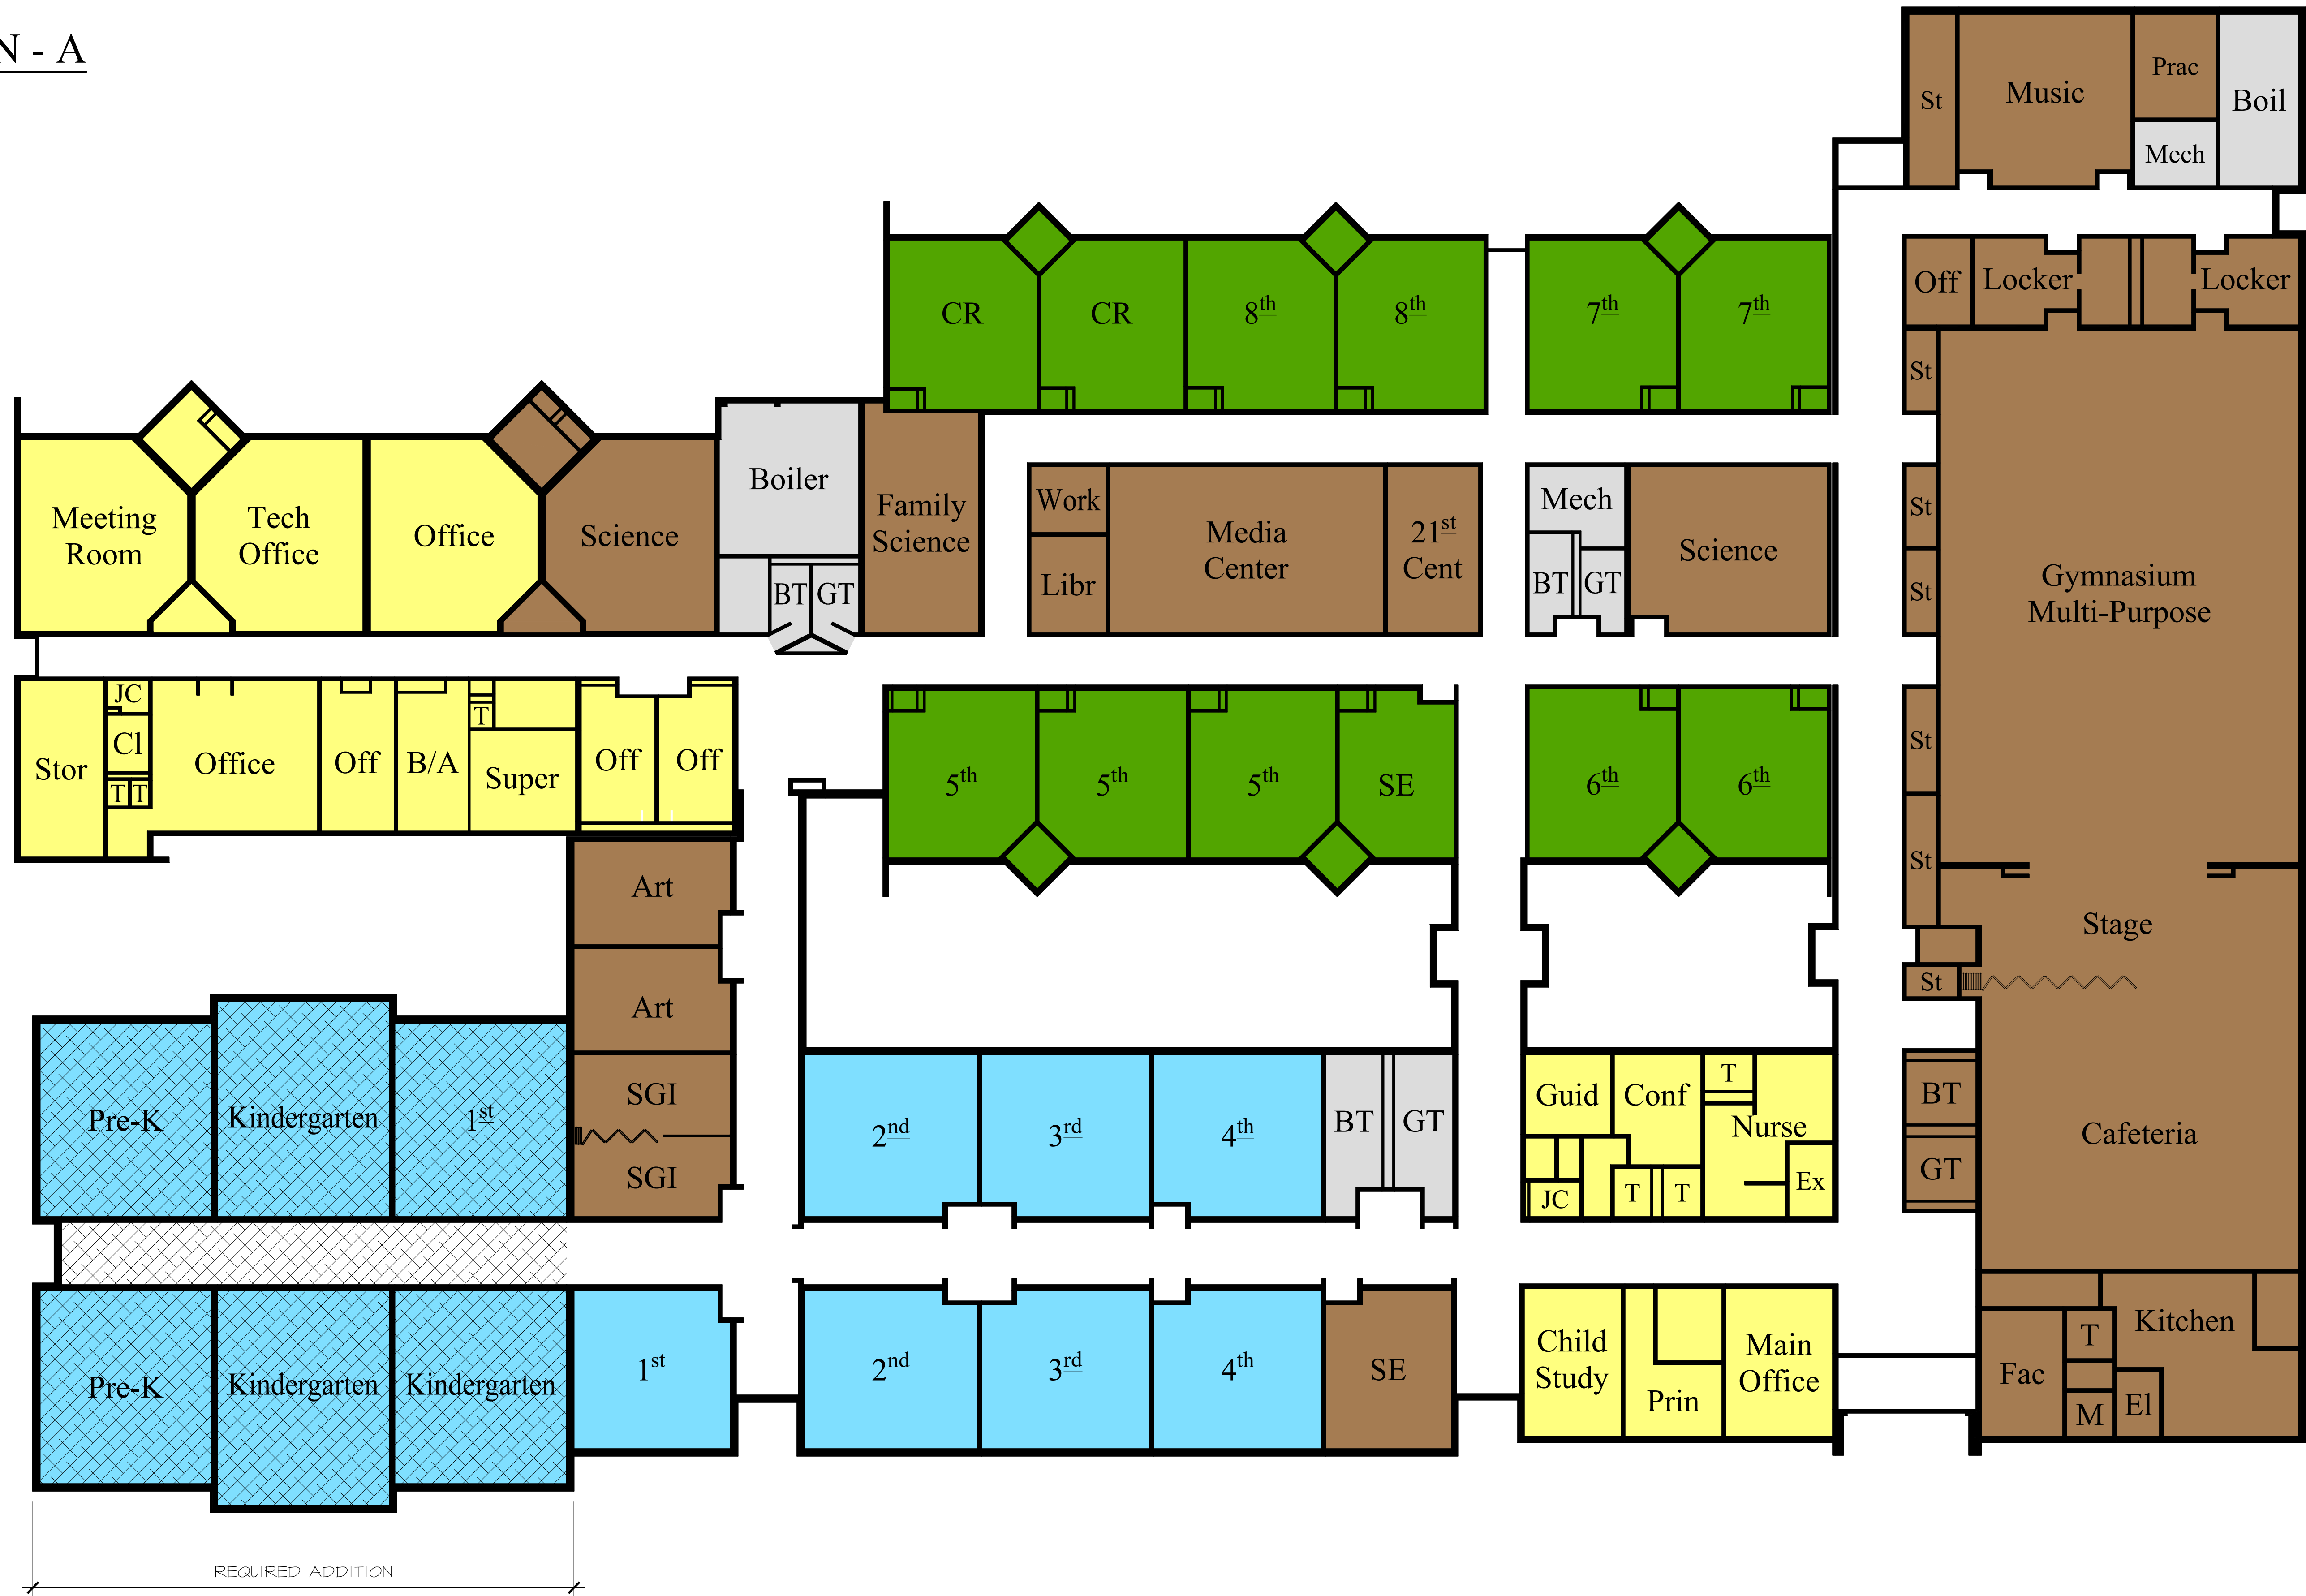 N - A
St
Music
Prac
Mech
Boil
CR
CR
8th
8th
7th
7th
Off
Locker
Locker
St
Meeting
Room
Tech
Office
Office
Science
Boiler
BT
GT
Family
Science
Work
Libr
Media
Center
21st
Cent
Mech
BT
GT
Science
St
St
Gymnasium
Multi-Purpose
Stor
JC
Cl
T
T
Office
Off
B/A
T
Super
Off
Off
5th
5th
5th
SE
6th
6th
St
St
Stage
St
Art
Art
SGI
SGI
Pre-K
Kindergarten
1st
2nd
3rd
4th
BT
GT
Guid
Conf
T
Nurse
JC
T
T
Ex
BT
GT
Cafeteria
Pre-K
Kindergarten
Kindergarten
1st
2nd
3rd
4th
SE
Child
Study
Prin
Main
Office
Fac
T
M
El
Kitchen
REQUIRED ADDITION